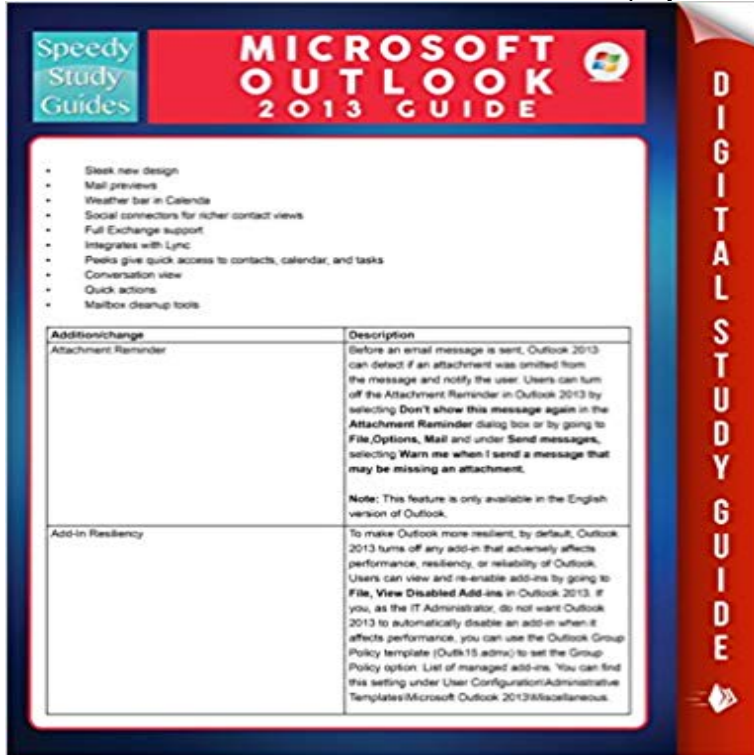 Speedy
Study
Guides
MICROSOFT
OUTLOOK
2013 GUIDE
• Sleek new design
• Mail previews
• Weather bar in Calenda
• Social connectors for richer contact views
• Full Exchange support
• Integrates with Lync
• Peeks give quick access to contacts, calendar, and tasks
• Conversation view
• Quick actions
• Mailbox cleanup tools
Addition/change
Description
Attachment Reminder
Before an email message is sent, Outlook 2013
can detect if an attachment was omitted from
the message and notify the user. Users can turn
off the Attachment Reminder in Outlook 2013 by
selecting Don't show this message again in the
Attachment Reminder dialog box or by going to
File,Options, Mail and under Send messages,
selecting Warn me when I send a message that
may be missing an attachment.
Note: This feature is only available in the English
version of Outlook.
Add-In Resiliency
To make Outlook more resilient, by default, Outlook
2013 turns off any add-in that adversely affects
performance, resiliency, or reliability of Outlook.
Users can view and re-enable add-ins by going to
File, View Disabled Add-ins in Outlook 2013. If
you, as the IT Administrator, do not want Outlook
2013 to automatically disable an add-in when it
affects performance, you can use the Outlook Group
Policy template (Outlk15.admx) to set the Group
Policy option: List of managed add-ins. You can find
this setting under User Configuration\Administrative
Templates\Microsoft Outlook 2013\Miscellaneous.
DIGITAL STUDY GUIDE